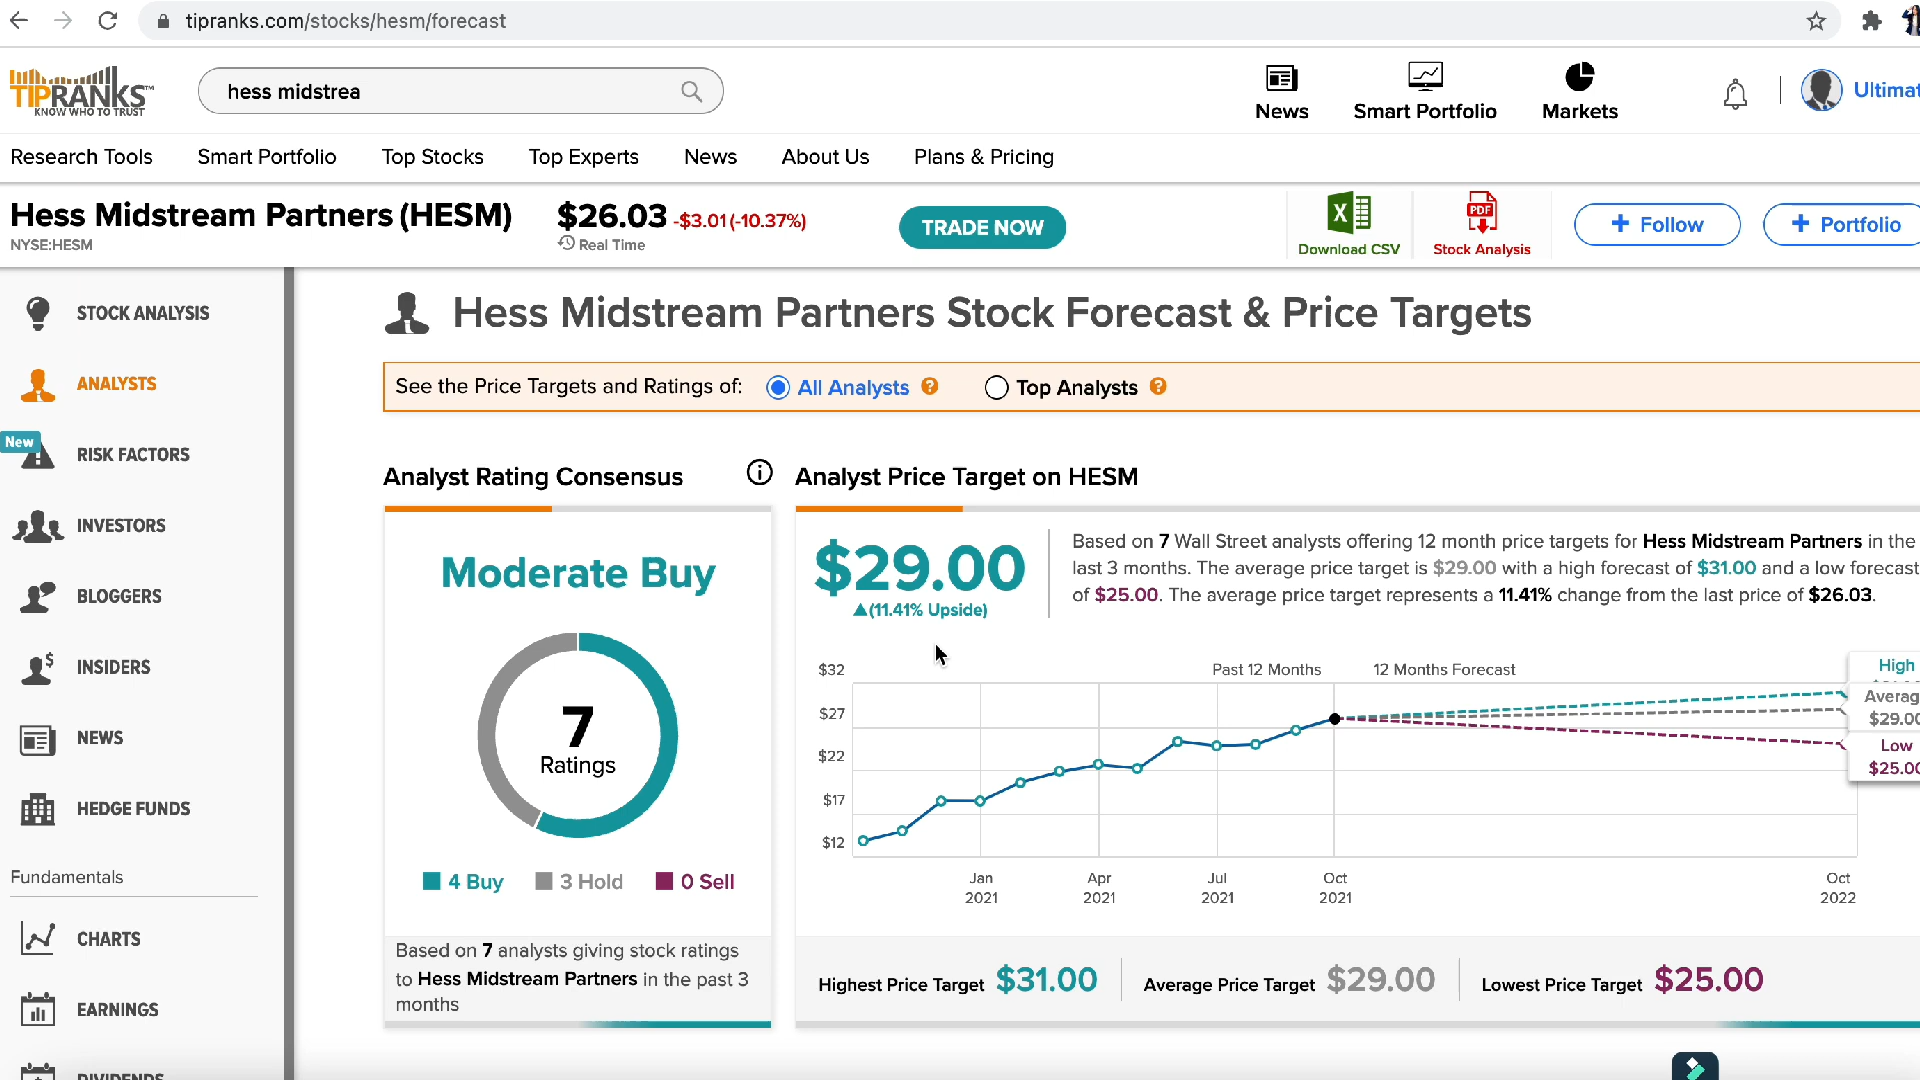 tipranks.com/stocks/hesm/forecast
TIPRANKS™
KNOW WHO TO TRUST
hess midstrea
News
Smart Portfolio
Markets
Ultimat
Research Tools
Smart Portfolio
Top Stocks
Top Experts
News
About Us
Plans & Pricing
Hess Midstream Partners (HESM)
NYSE:HESM
$26.03 -$3.01 (-10.37%)
Real Time
TRADE NOW
X
Download CSV
PDF
Stock Analysis
+ Follow
+ Portfolio
STOCK ANALYSIS
ANALYSTS
New
RISK FACTORS
INVESTORS
BLOGGERS
INSIDERS
NEWS
HEDGE FUNDS
Fundamentals
CHARTS
EARNINGS
DIVIDENDS
Hess Midstream Partners Stock Forecast & Price Targets
See the Price Targets and Ratings of: All Analysts ? Top Analysts ?
Analyst Rating Consensus
Moderate Buy
7
Ratings
4 Buy 3 Hold 0 Sell
Based on 7 analysts giving stock ratings
to Hess Midstream Partners in the past 3
months
Analyst Price Target on HESM
$29.00
▲(11.41% Upside)
Based on 7 Wall Street analysts offering 12 month price targets for Hess Midstream Partners in the
last 3 months. The average price target is $29.00 with a high forecast of $31.00 and a low forecast
of $25.00. The average price target represents a 11.41% change from the last price of $26.03.
Past 12 Months
12 Months Forecast
$32
$27
$22
$17
$12
High
Averag
$29.00
Low
$25.00
Jan
2021
Apr
2021
Jul
2021
Oct
2021
Oct
2022
Highest Price Target $31.00
Average Price Target $29.00
Lowest Price Target $25.00